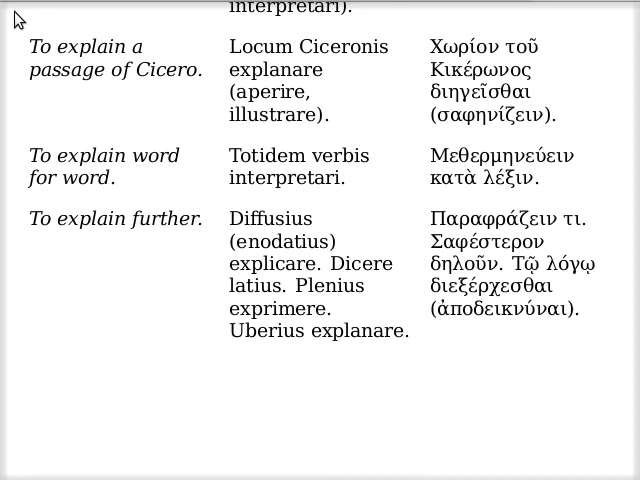 interpretari).
To explain a
passage of Cicero.
Locum Ciceronis
explanare
(aperire,
illustrare).
Χωρίον τοῦ
Κικέρωνος
διηγεῖσθαι
(σαφηνίζειν).
To explain word
for word.
Totidem verbis
interpretari.
Μεθερμηνεύειν
κατὰ λέξιν.
To explain further.
Diffusius
(enodatius)
explicare. Dicere
latius. Plenius
exprimere.
Uberius explanare.
Παραφράζειν τι.
Σαφέστερον
δηλοῦν. Τῷ λόγῳ
διεξέρχεσθαι
(ἀποδεικνύναι).